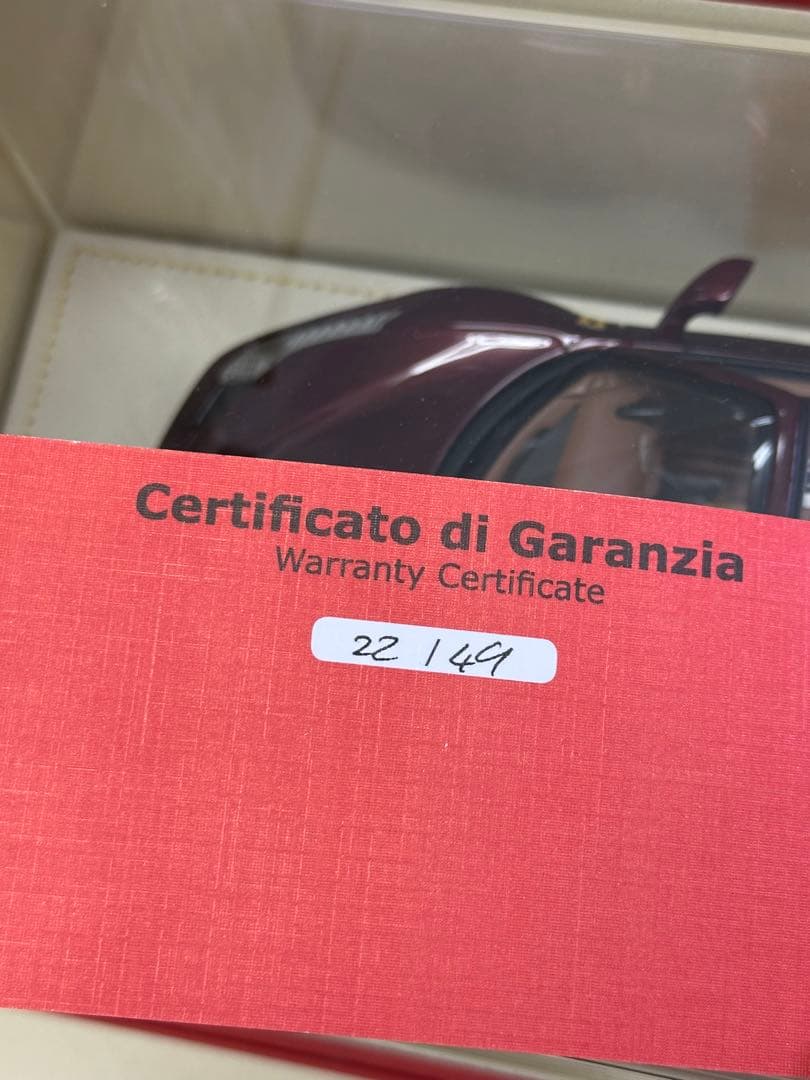 Certificato di Garanzia
Warranty Certificate
22 / 49